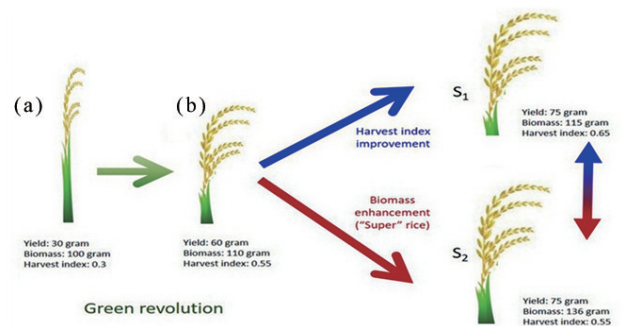 (a)
Yield: 30 gram
Biomass: 100 gram
Harvest index: 0.3
(b)
Yield: 60 gram
Biomass: 110 gram
Harvest index: 0.55
Green revolution
Harvest index
improvement
Biomass
enhancement
("Super" rice)
S1
Yield: 75 gram
Biomass: 115 gram
Harvest index: 0.65
S2
Yield: 75 gram
Biomass: 136 gram
Harvest index: 0.55